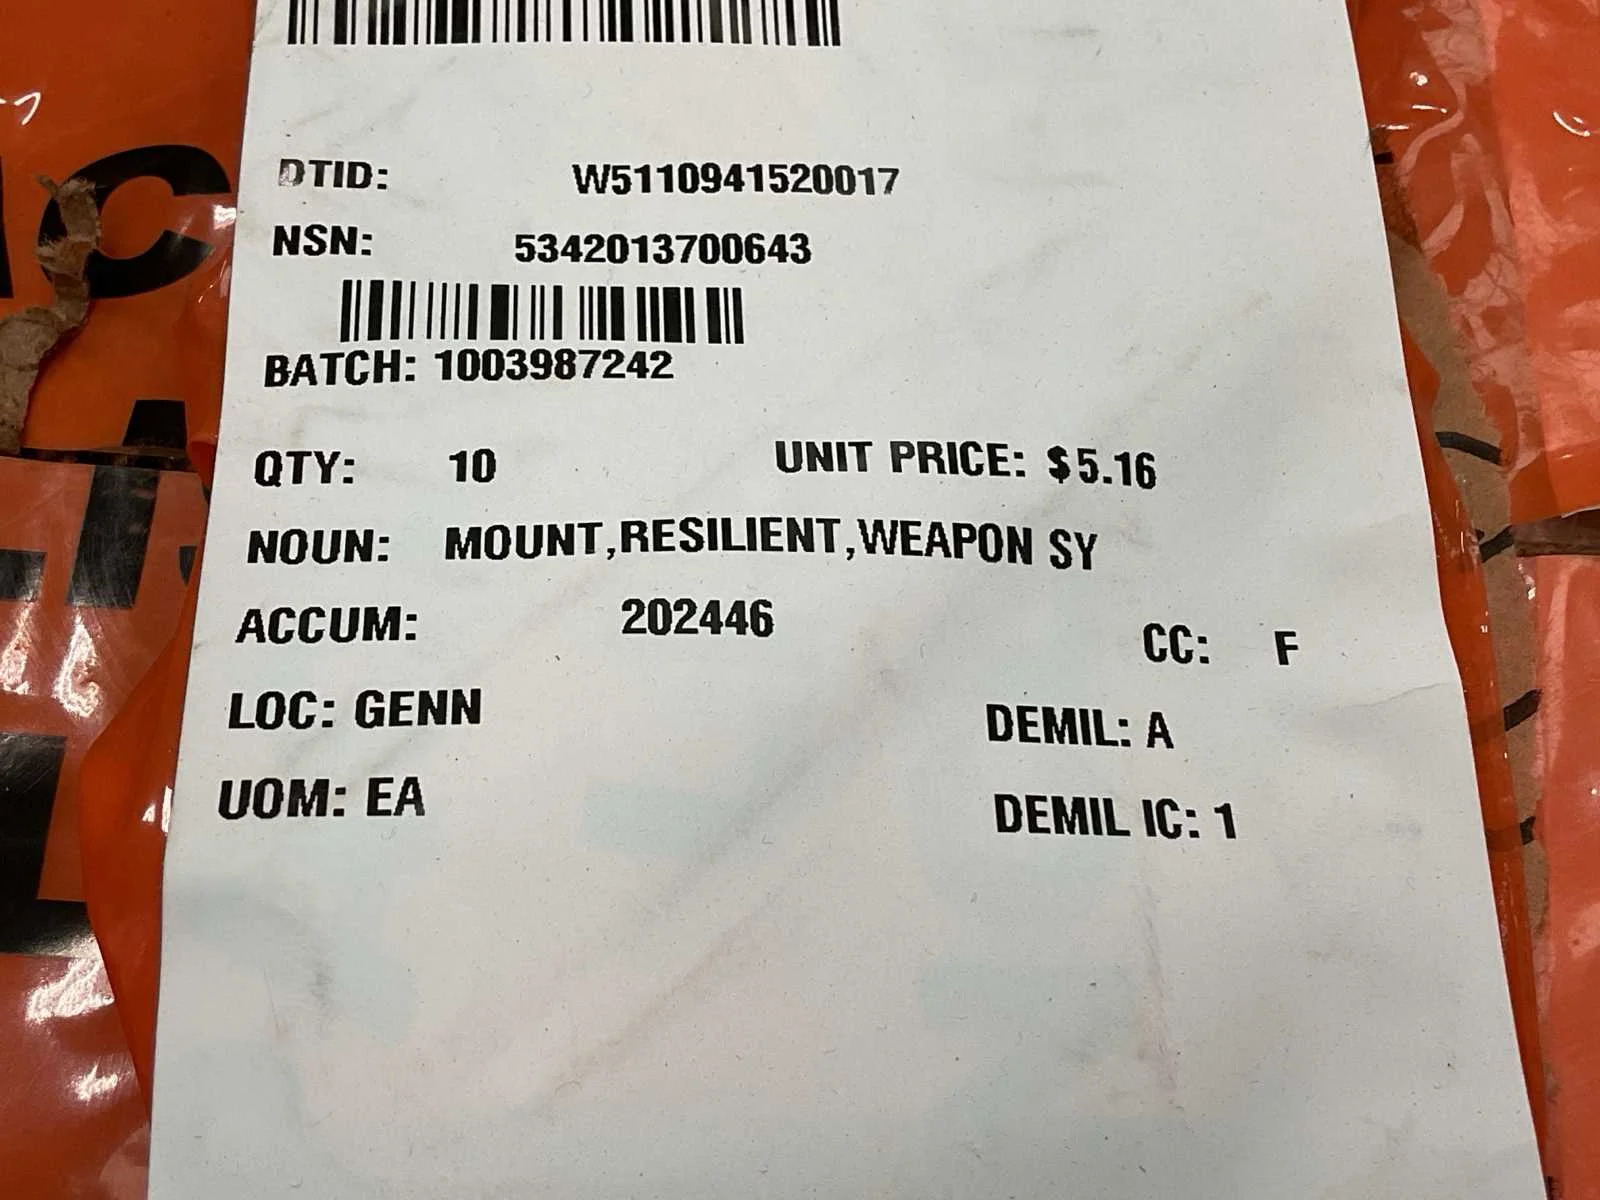 DTID: W5110941520017
NSN: 5342013700643
BATCH: 1003987242
QTY: 10 UNIT PRICE: $5.16
NOUN: MOUNT,RESILIENT,WEAPON SY
ACCUM: 202446
CC: F
LOC: GENN
DEMIL: A
UOM: EA
DEMIL IC: 1